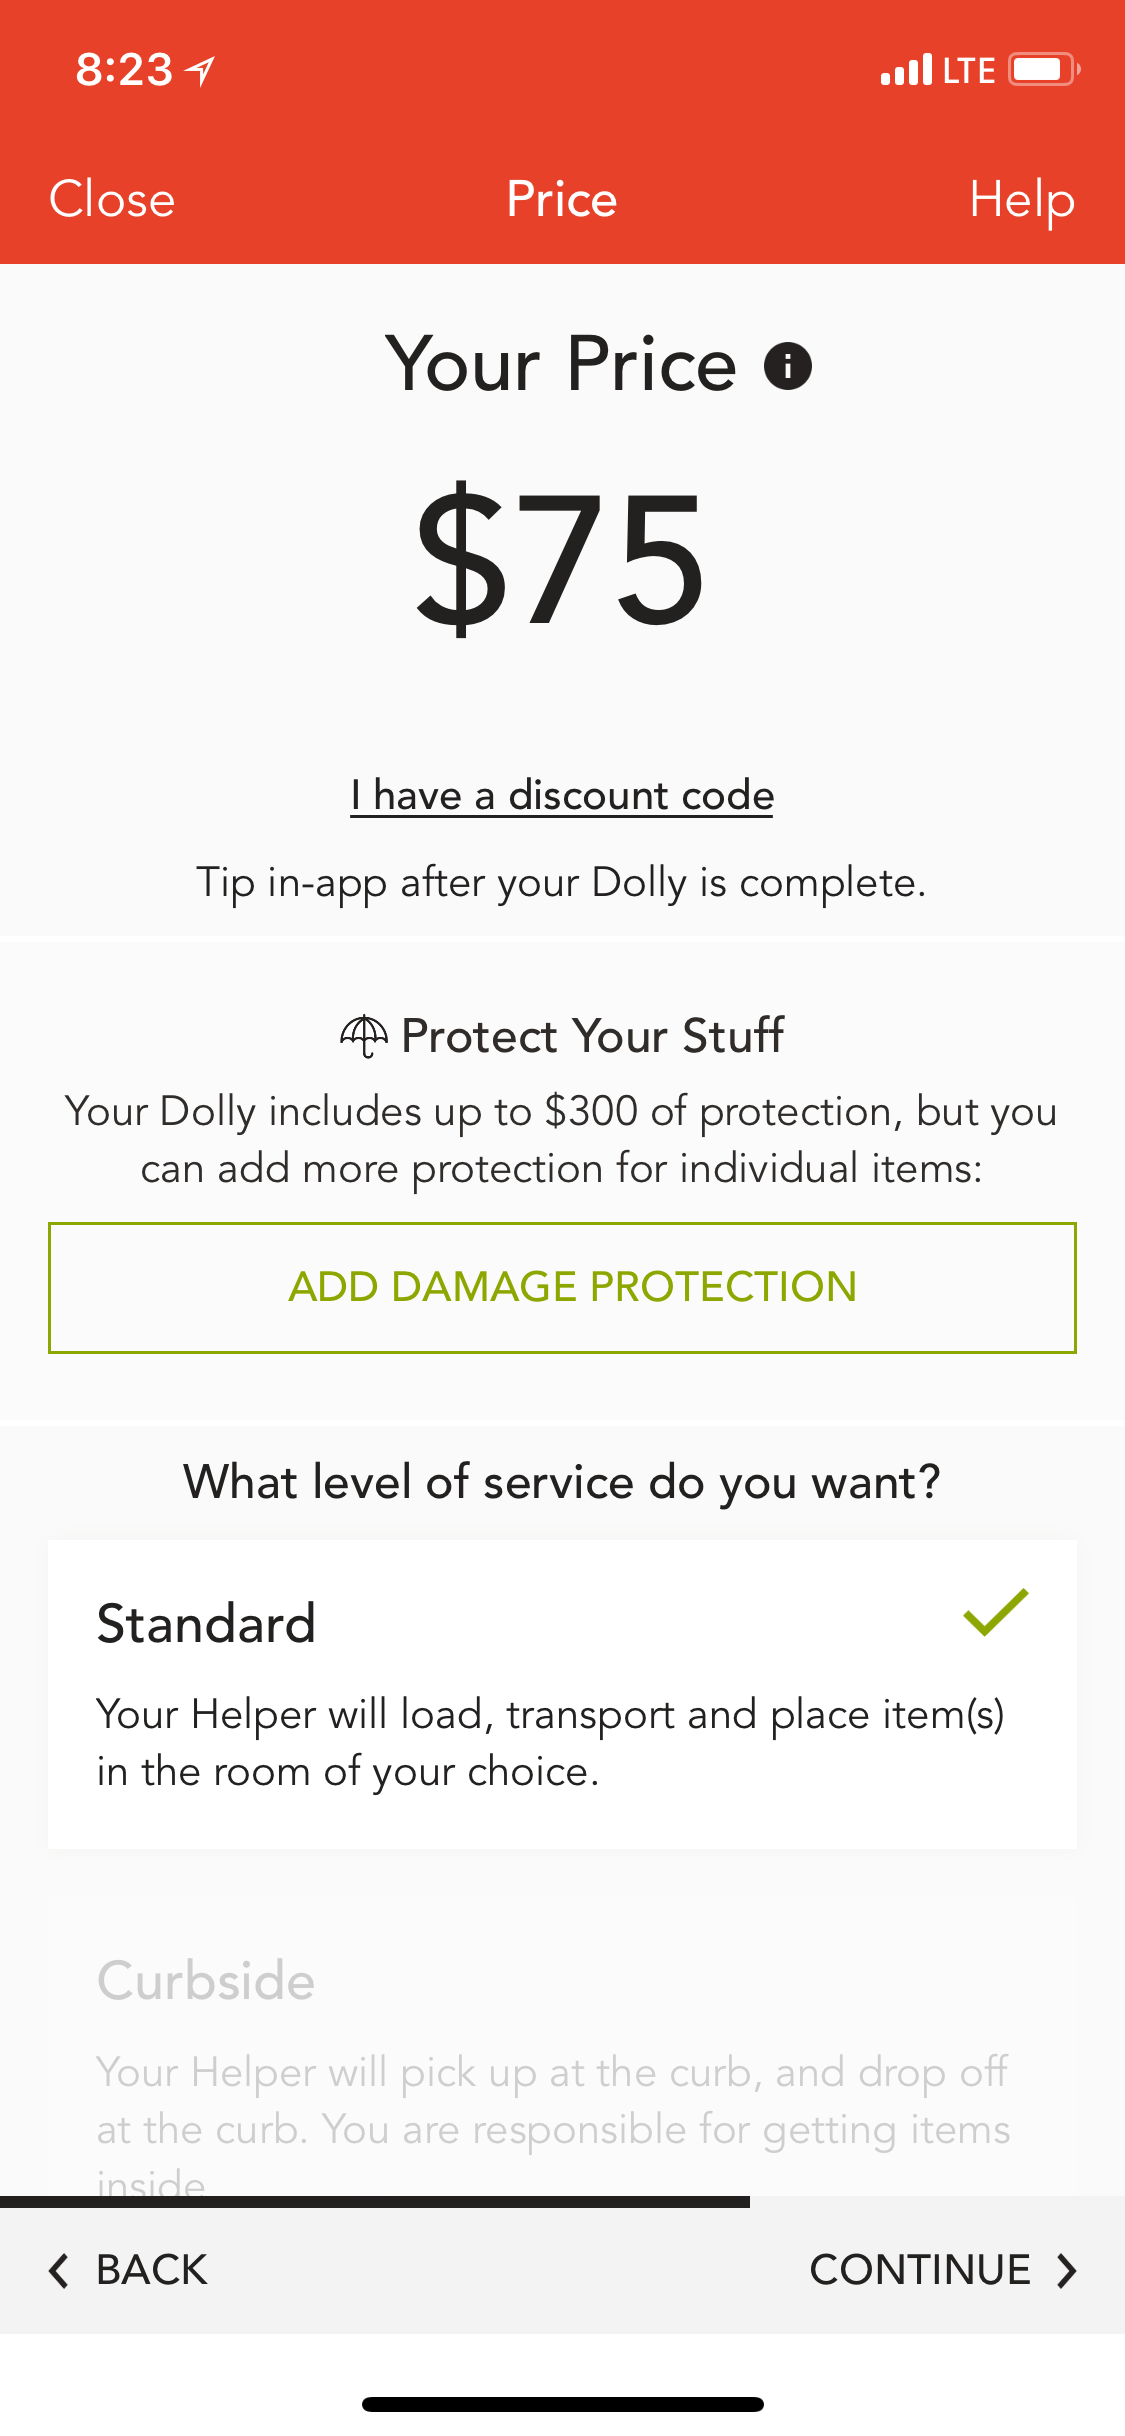 8:23
LTE
Close
Price
Help
Your Price
$75
I have a discount code
Tip in-app after your Dolly is complete.
Protect Your Stuff
Your Dolly includes up to $300 of protection, but you
can add more protection for individual items:
ADD DAMAGE PROTECTION
What level of service do you want?
Standard
Your Helper will load, transport and place item(s)
in the room of your choice.
Curbside
Your Helper will pick up at the curb, and drop off
at the curb. You are responsible for getting items
inside
BACK
CONTINUE